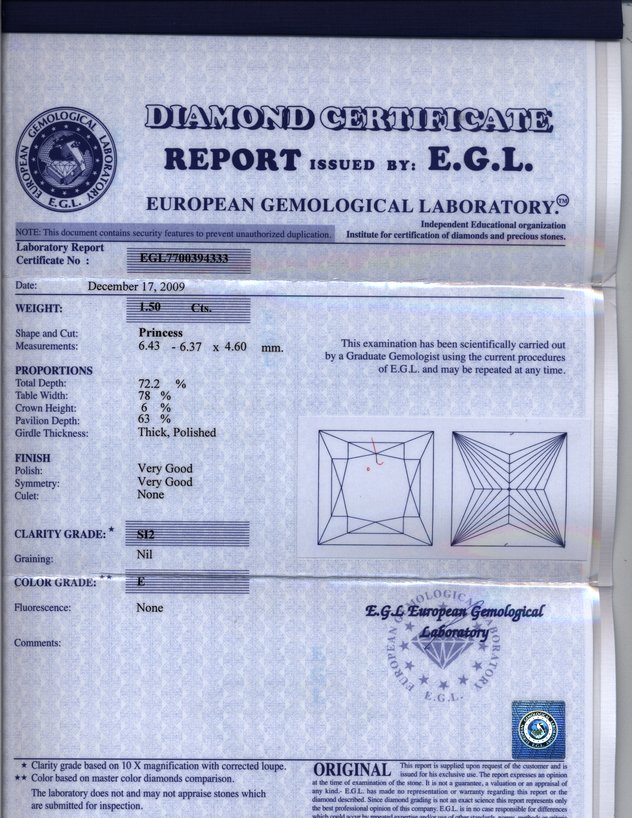 EUROPEAN GEMOLOGICAL LABORATORY
E.G.L.
DIAMOND CERTIFICATE
REPORT ISSUED BY: E.G.L.
EUROPEAN GEMOLOGICAL LABORATORY.™
NOTE: This document contains security features to prevent unauthorized duplication.
Independent Educational organization
Institute for certification of diamonds and precious stones.
Laboratory Report
Certificate No : EGL7700394333
Date: December 17, 2009
WEIGHT: 1.50 Cts.
Shape and Cut: Princess
Measurements: 6.43 - 6.37 x 4.60 mm.
This examination has been scientifically carried out
by a Graduate Gemologist using the current procedures
of E.G.L. and may be repeated at any time.
PROPORTIONS
Total Depth: 72.2 %
Table Width: 78 %
Crown Height: 6 %
Pavilion Depth: 63 %
Girdle Thickness: Thick, Polished
FINISH
Polish: Very Good
Symmetry: Very Good
Culet: None
CLARITY GRADE: * SI2
Graining: Nil
COLOR GRADE: ** E
Fluorescence: None
E.G.L European Gemological
Laboratory
EUROPEAN GEMOLOGICAL LABORATORY
E.G.L.
Comments:
★ Clarity grade based on 10 X magnification with corrected loupe.
★★ Color based on master color diamonds comparison.
The laboratory does not and may not appraise stones which
are submitted for inspection.
ORIGINAL This report is supplied upon request of the customer and is
issued for his exclusive use. The report expresses an opinion
at the time of examination of the stone. It is not a guarantee, a valuation or an appraisal of
any kind.- E.G.L. has made no representation or warranty regarding this report or the
diamond described. Since diamond grading is not an exact science this report represents only
the best professional opinion of this company. E.G.L. is in no case responsible for differences